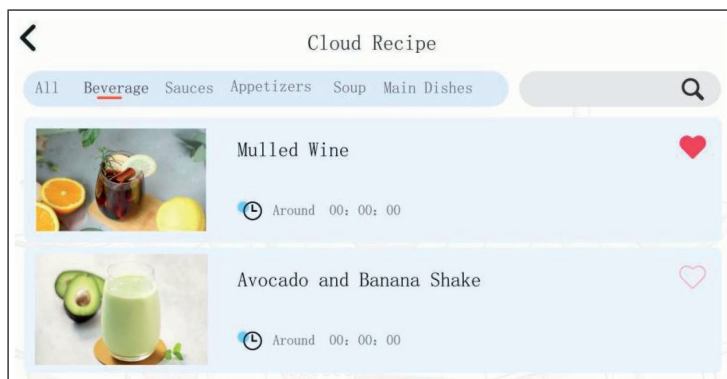 Cloud Recipe
All Beverage Sauces Appetizers Soup Main Dishes
Mulled Wine
Around 00: 00: 00
Avocado and Banana Shake
Around 00: 00: 00